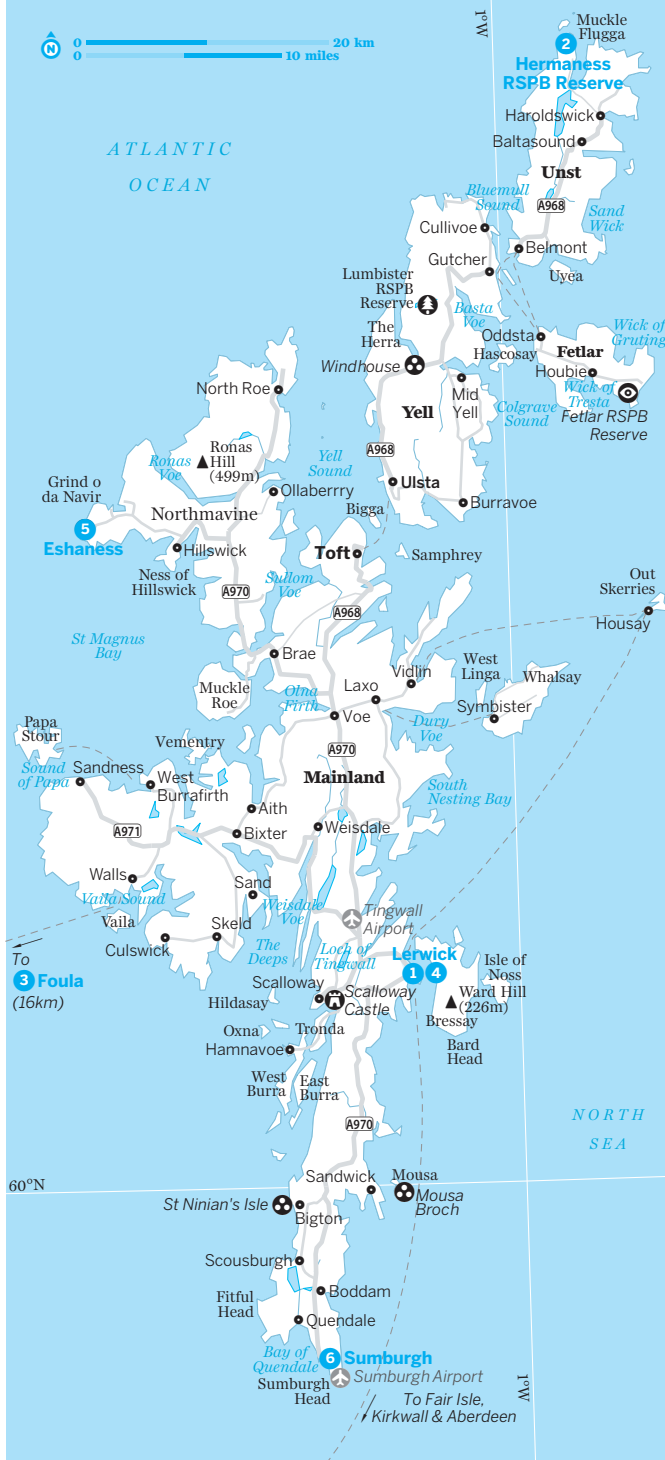 1ºW
Muckle
Flugga
N
0
20 km
0
10 miles
2
Hermaness
RSPB Reserve
Haroldswick
Baltasound
ATLANTIC
OCEAN
Unst
Bluemull
Sound
A968
Sand
Wick
Cullivoe
Belmont
Gutcher
Uyea
Lumbister
RSPB
Reserve
Basta
Voe
The
Herra
Oddsta
Wick of
Gruting
Hascosay
Fetlar
Windhouse
Houbie
North Roe
Mid
Yell
Wick of
Tresta
Yell
Colgrave
Sound
Fetlar RSPB
Reserve
Ronas
Hill
(499m)
Ronas
Voe
Yell
Sound
A968
Grind o
da Navir
Ollaberrry
Ulsta
Burravoe
Northmavine
Bigga
5
Eshaness
Hillswick
Toft
Samphrey
Ness of
Hillswick
Sullom
Voe
Out
Skerries
A970
A968
Housay
St Magnus
Bay
Brae
Vidlin
West
Linga
Whalsay
Muckle
Roe
Olna
Firth
Laxo
Symbister
Papa
Stour
Voe
Dury
Voe
Vementry
A970
Sound
of Papa
Sandness
West
Burrafirth
Mainland
South
Nesting Bay
Aith
A971
Bixter
Weisdale
Walls
Sand
Vaila Sound
Weisdale
Voe
Tingwall
Airport
Vaila
Skeld
Culswick
The
Deeps
Loch of
Tingwall
Lerwick
1
4
To
3
Foula
(16km)
Isle of
Noss
Scalloway
Scalloway
Castle
Ward Hill
(226m)
Hildasay
Bressay
Oxna
Tronda
Bard
Head
Hamnavoe
West
Burra
East
Burra
NORTH
SEA
A970
60ºN
Sandwick
Mousa
Mousa
Broch
St Ninian's Isle
Bigton
Scousburgh
Fitful
Head
Boddam
Quendale
Bay of
Quendale
6
Sumburgh
Sumburgh Airport
Sumburgh
Head
1ºW
To Fair Isle,
Kirkwall & Aberdeen